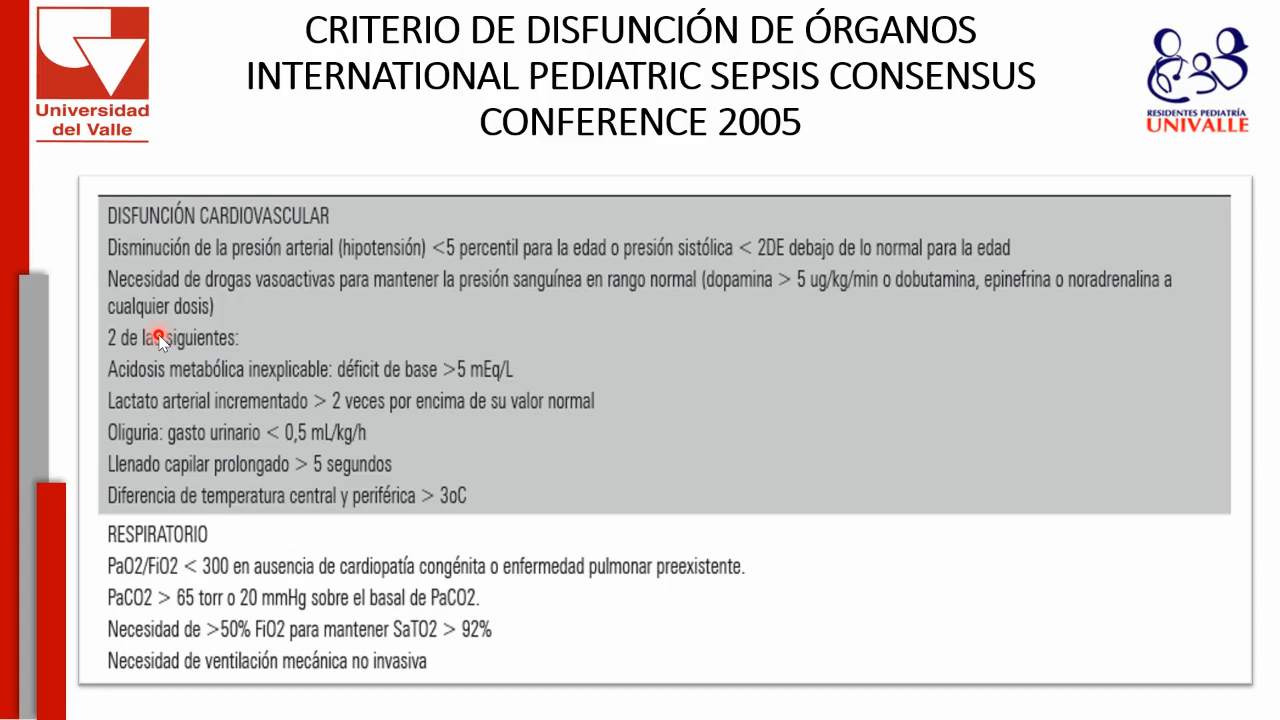 CRITERIO DE DISFUNCIÓN DE ÓRGANOS
INTERNATIONAL PEDIATRIC SEPSIS CONSENSUS
CONFERENCE 2005
Universidad
del Valle
RESIDENTES PEDIATRÍA
UNIVALLE
DISFUNCIÓN CARDIOVASCULAR
Disminución de la presión arterial (hipotensión) <5 percentil para la edad o presión sistólica < 2DE debajo de lo normal para la edad
Necesidad de drogas vasoactivas para mantener la presión sanguínea en rango normal (dopamina > 5 ug/kg/min o dobutamina, epinefrina o noradrenalina a
cualquier dosis)
2 de las siguientes:
Acidosis metabólica inexplicable: déficit de base >5 mEq/L
Lactato arterial incrementado > 2 veces por encima de su valor normal
Oliguria: gasto urinario < 0,5 mL/kg/h
Llenado capilar prolongado > 5 segundos
Diferencia de temperatura central y periférica > 3oC
RESPIRATORIO
PaO2/FiO2 < 300 en ausencia de cardiopatía congénita o enfermedad pulmonar preexistente.
PaCO2 > 65 torr o 20 mmHg sobre el basal de PaCO2.
Necesidad de >50% FiO2 para mantener SaTO2 > 92%
Necesidad de ventilación mecánica no invasiva